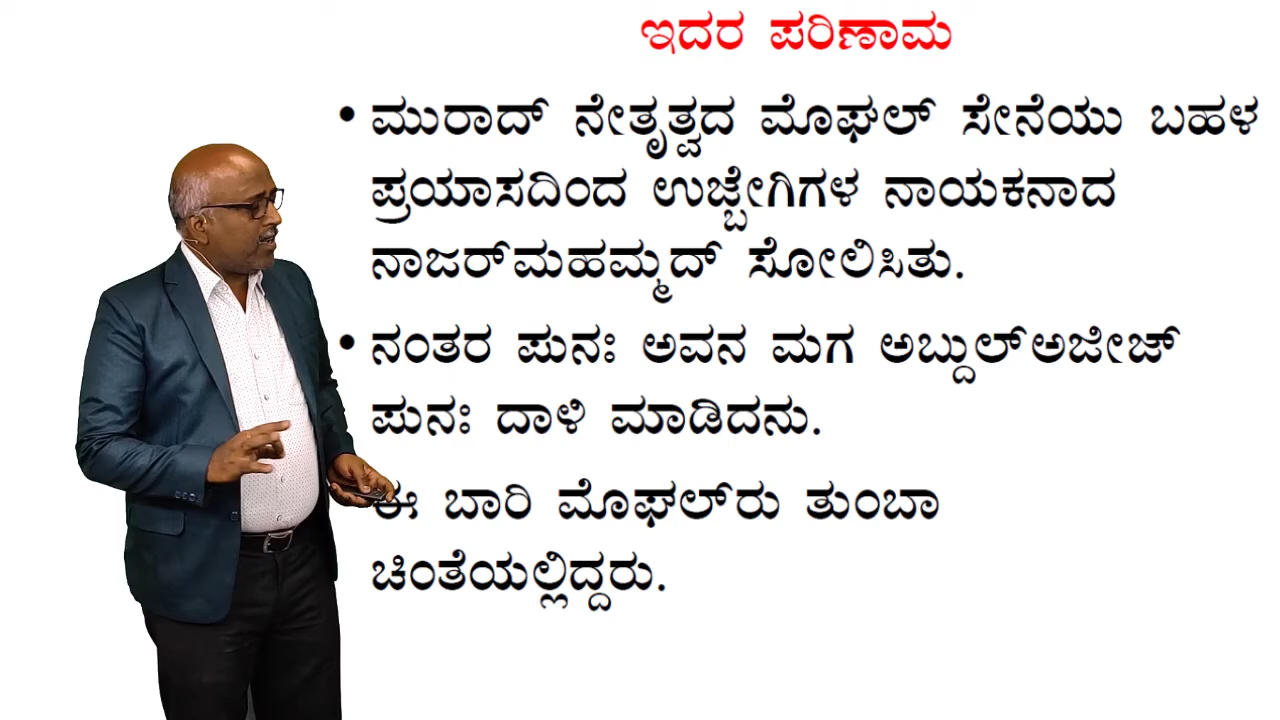 ಇದರ ಪರಿಣಾಮ
• ಮುರಾದ್ ನೇತೃತ್ವದ ಮೊಘಲ್ ಸೇನೆಯು ಬಹಳ
ಪ್ರಯಾಸದಿಂದ ಉಜ್ಬೇಗಿಗಳ ನಾಯಕನಾದ
ನಾಜರ್‌ಮಹಮ್ಮದ್ ಸೋಲಿಸಿತು.
• ನಂತರ ಪುನಃ ಅವನ ಮಗ ಅಬ್ದುಲ್‌ಅಜೀಜ್
ಪುನಃ ದಾಳಿ ಮಾಡಿದನು.
ಈ ಬಾರಿ ಮೊಘಲ್‌ರು ತುಂಬಾ
ಚಿಂತೆಯಲ್ಲಿದ್ದರು.